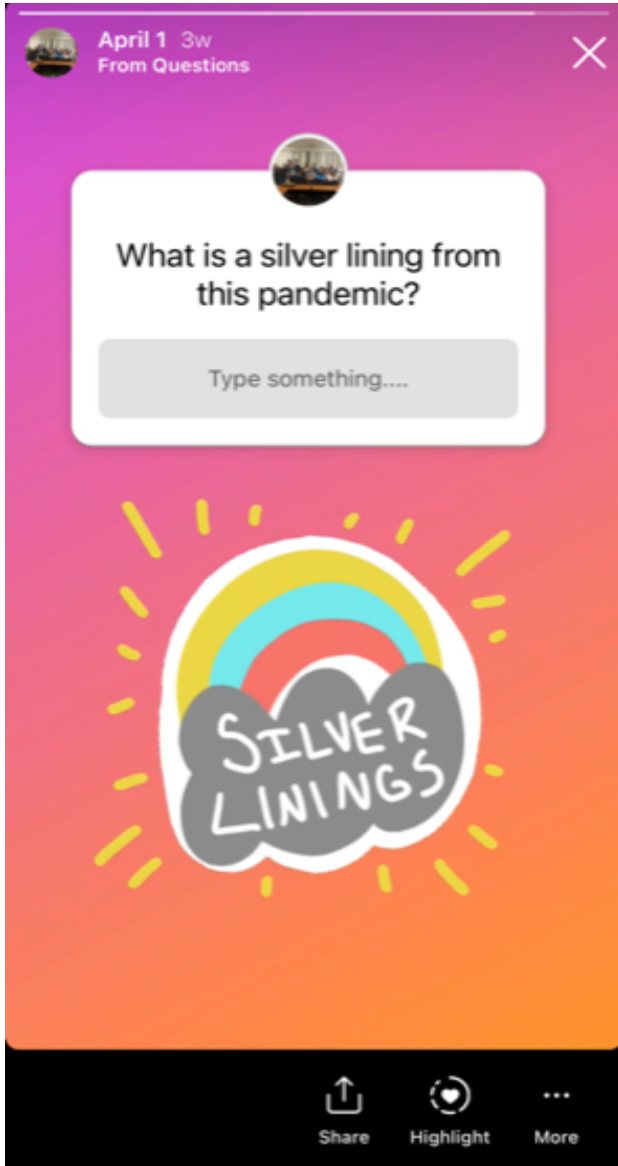 April 1 3w
From Questions
What is a silver lining from
this pandemic?
Type something....
SILVER
LININGS
Share Highlight More